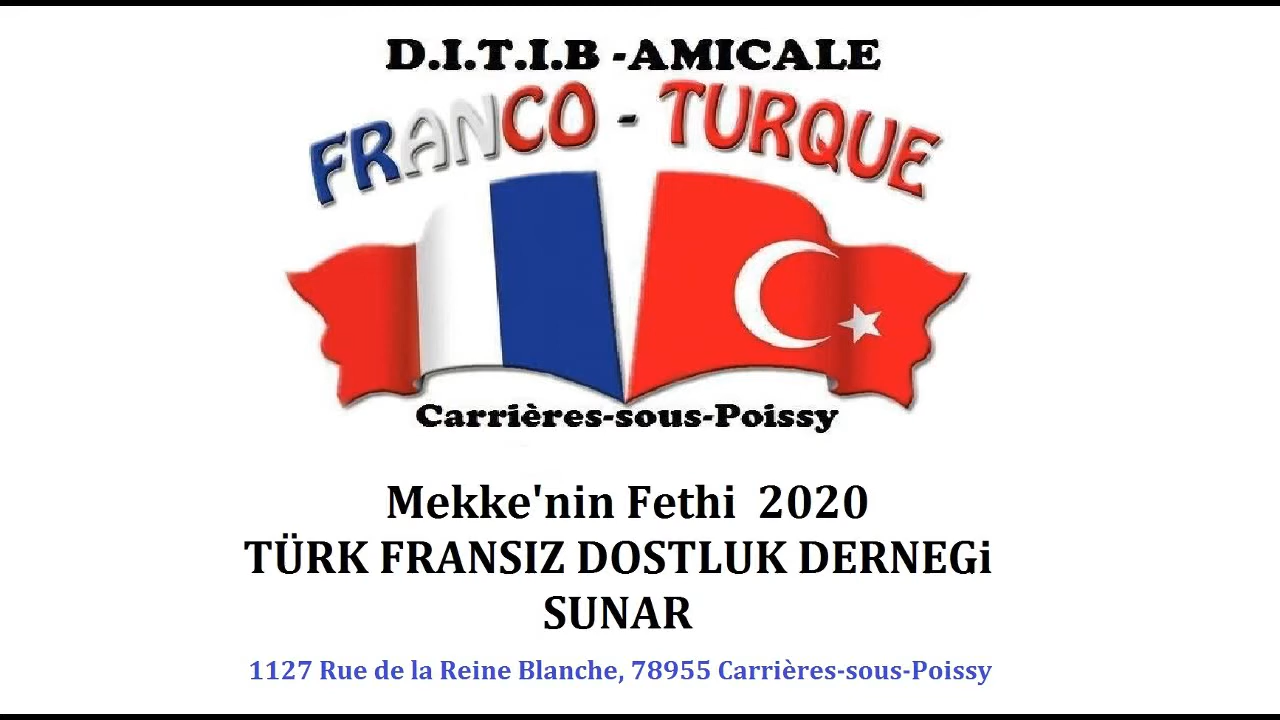 D.I.T.I.B -AMICALE
FRANCO - TURQUE
Carrières-sous-Poissy
Mekke'nin Fethi 2020
TÜRK FRANSIZ DOSTLUK DERNEGi
SUNAR
1127 Rue de la Reine Blanche, 78955 Carrières-sous-Poissy